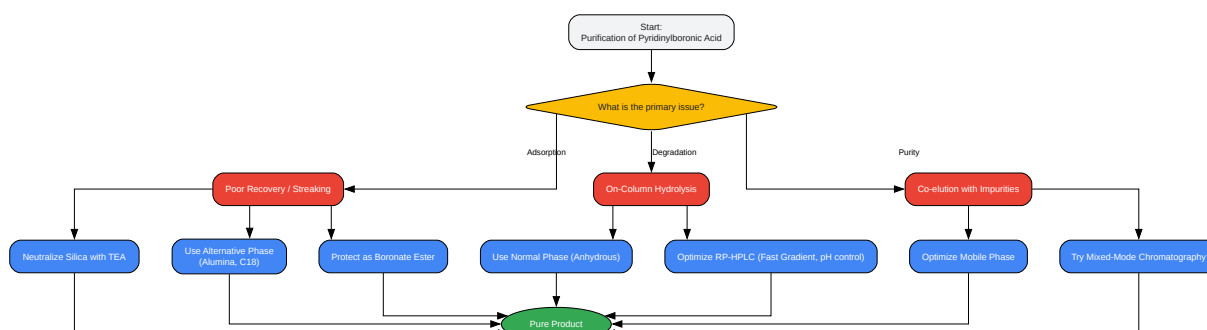 Start:
Purification of Pyridinylboronic Acid
What is the primary issue?
Adsorption
Degradation
Purity
Poor Recovery / Streaking
On-Column Hydrolysis
Co-elution with Impurities
Neutralize Silica with TEA
Use Alternative Phase
(Alumina, C18)
Protect as Boronate Ester
Use Normal Phase (Anhydrous)
Optimize RP-HPLC (Fast Gradient, pH control)
Optimize Mobile Phase
Try Mixed-Mode Chromatography
Pure Product